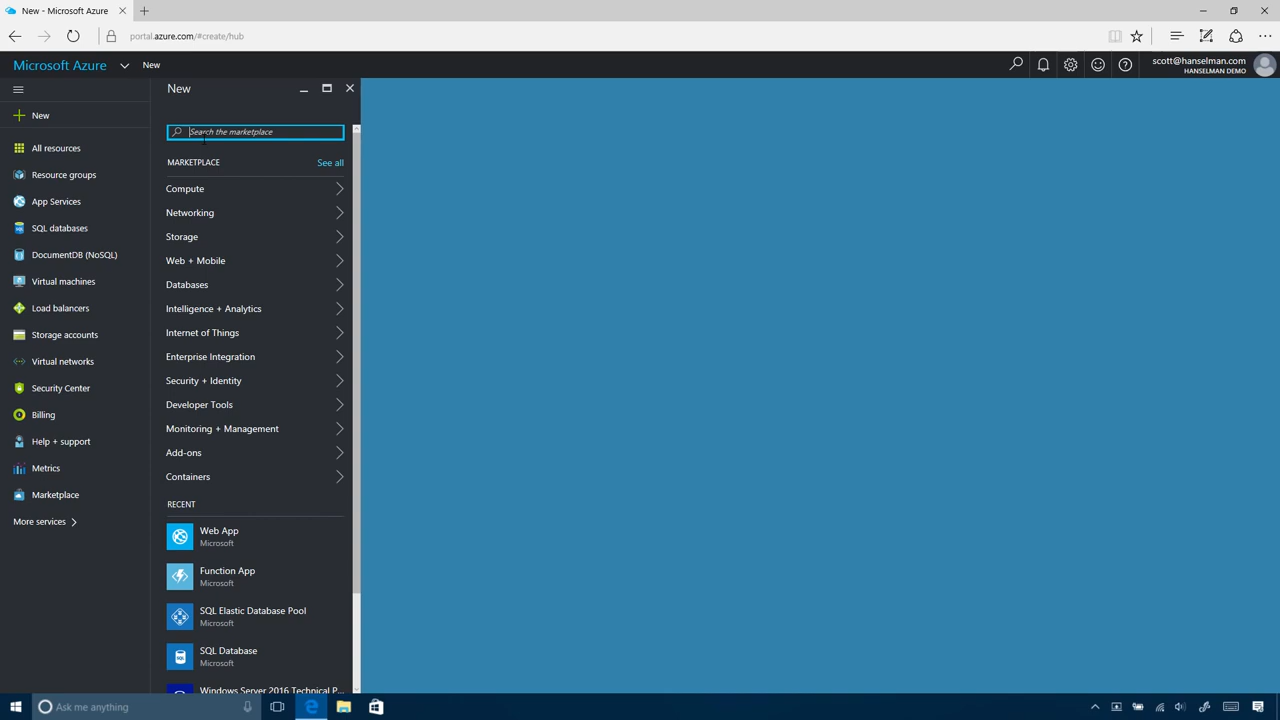 New - Microsoft Azure
portal.azure.com/#create/hub
Microsoft Azure
New
scott@hanselman.com
HANSELMAN DEMO
New
All resources
Resource groups
App Services
SQL databases
DocumentDB (NoSQL)
Virtual machines
Load balancers
Storage accounts
Virtual networks
Security Center
Billing
Help + support
Metrics
Marketplace
More services
New
Search the marketplace
MARKETPLACE See all
Compute
Networking
Storage
Web + Mobile
Databases
Intelligence + Analytics
Internet of Things
Enterprise Integration
Security + Identity
Developer Tools
Monitoring + Management
Add-ons
Containers
RECENT
Web App
Microsoft
Function App
Microsoft
SQL Elastic Database Pool
Microsoft
SQL
SQL Database
Microsoft
Windows Server 2016 Technical P...
Ask me anything